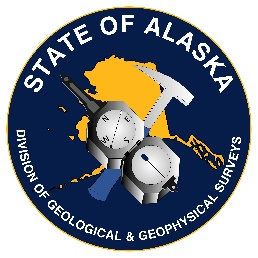 STATE OF ALASKA
N
E
W
S
DIVISION OF GEOLOGICAL & GEOPHYSICAL SURVEYS